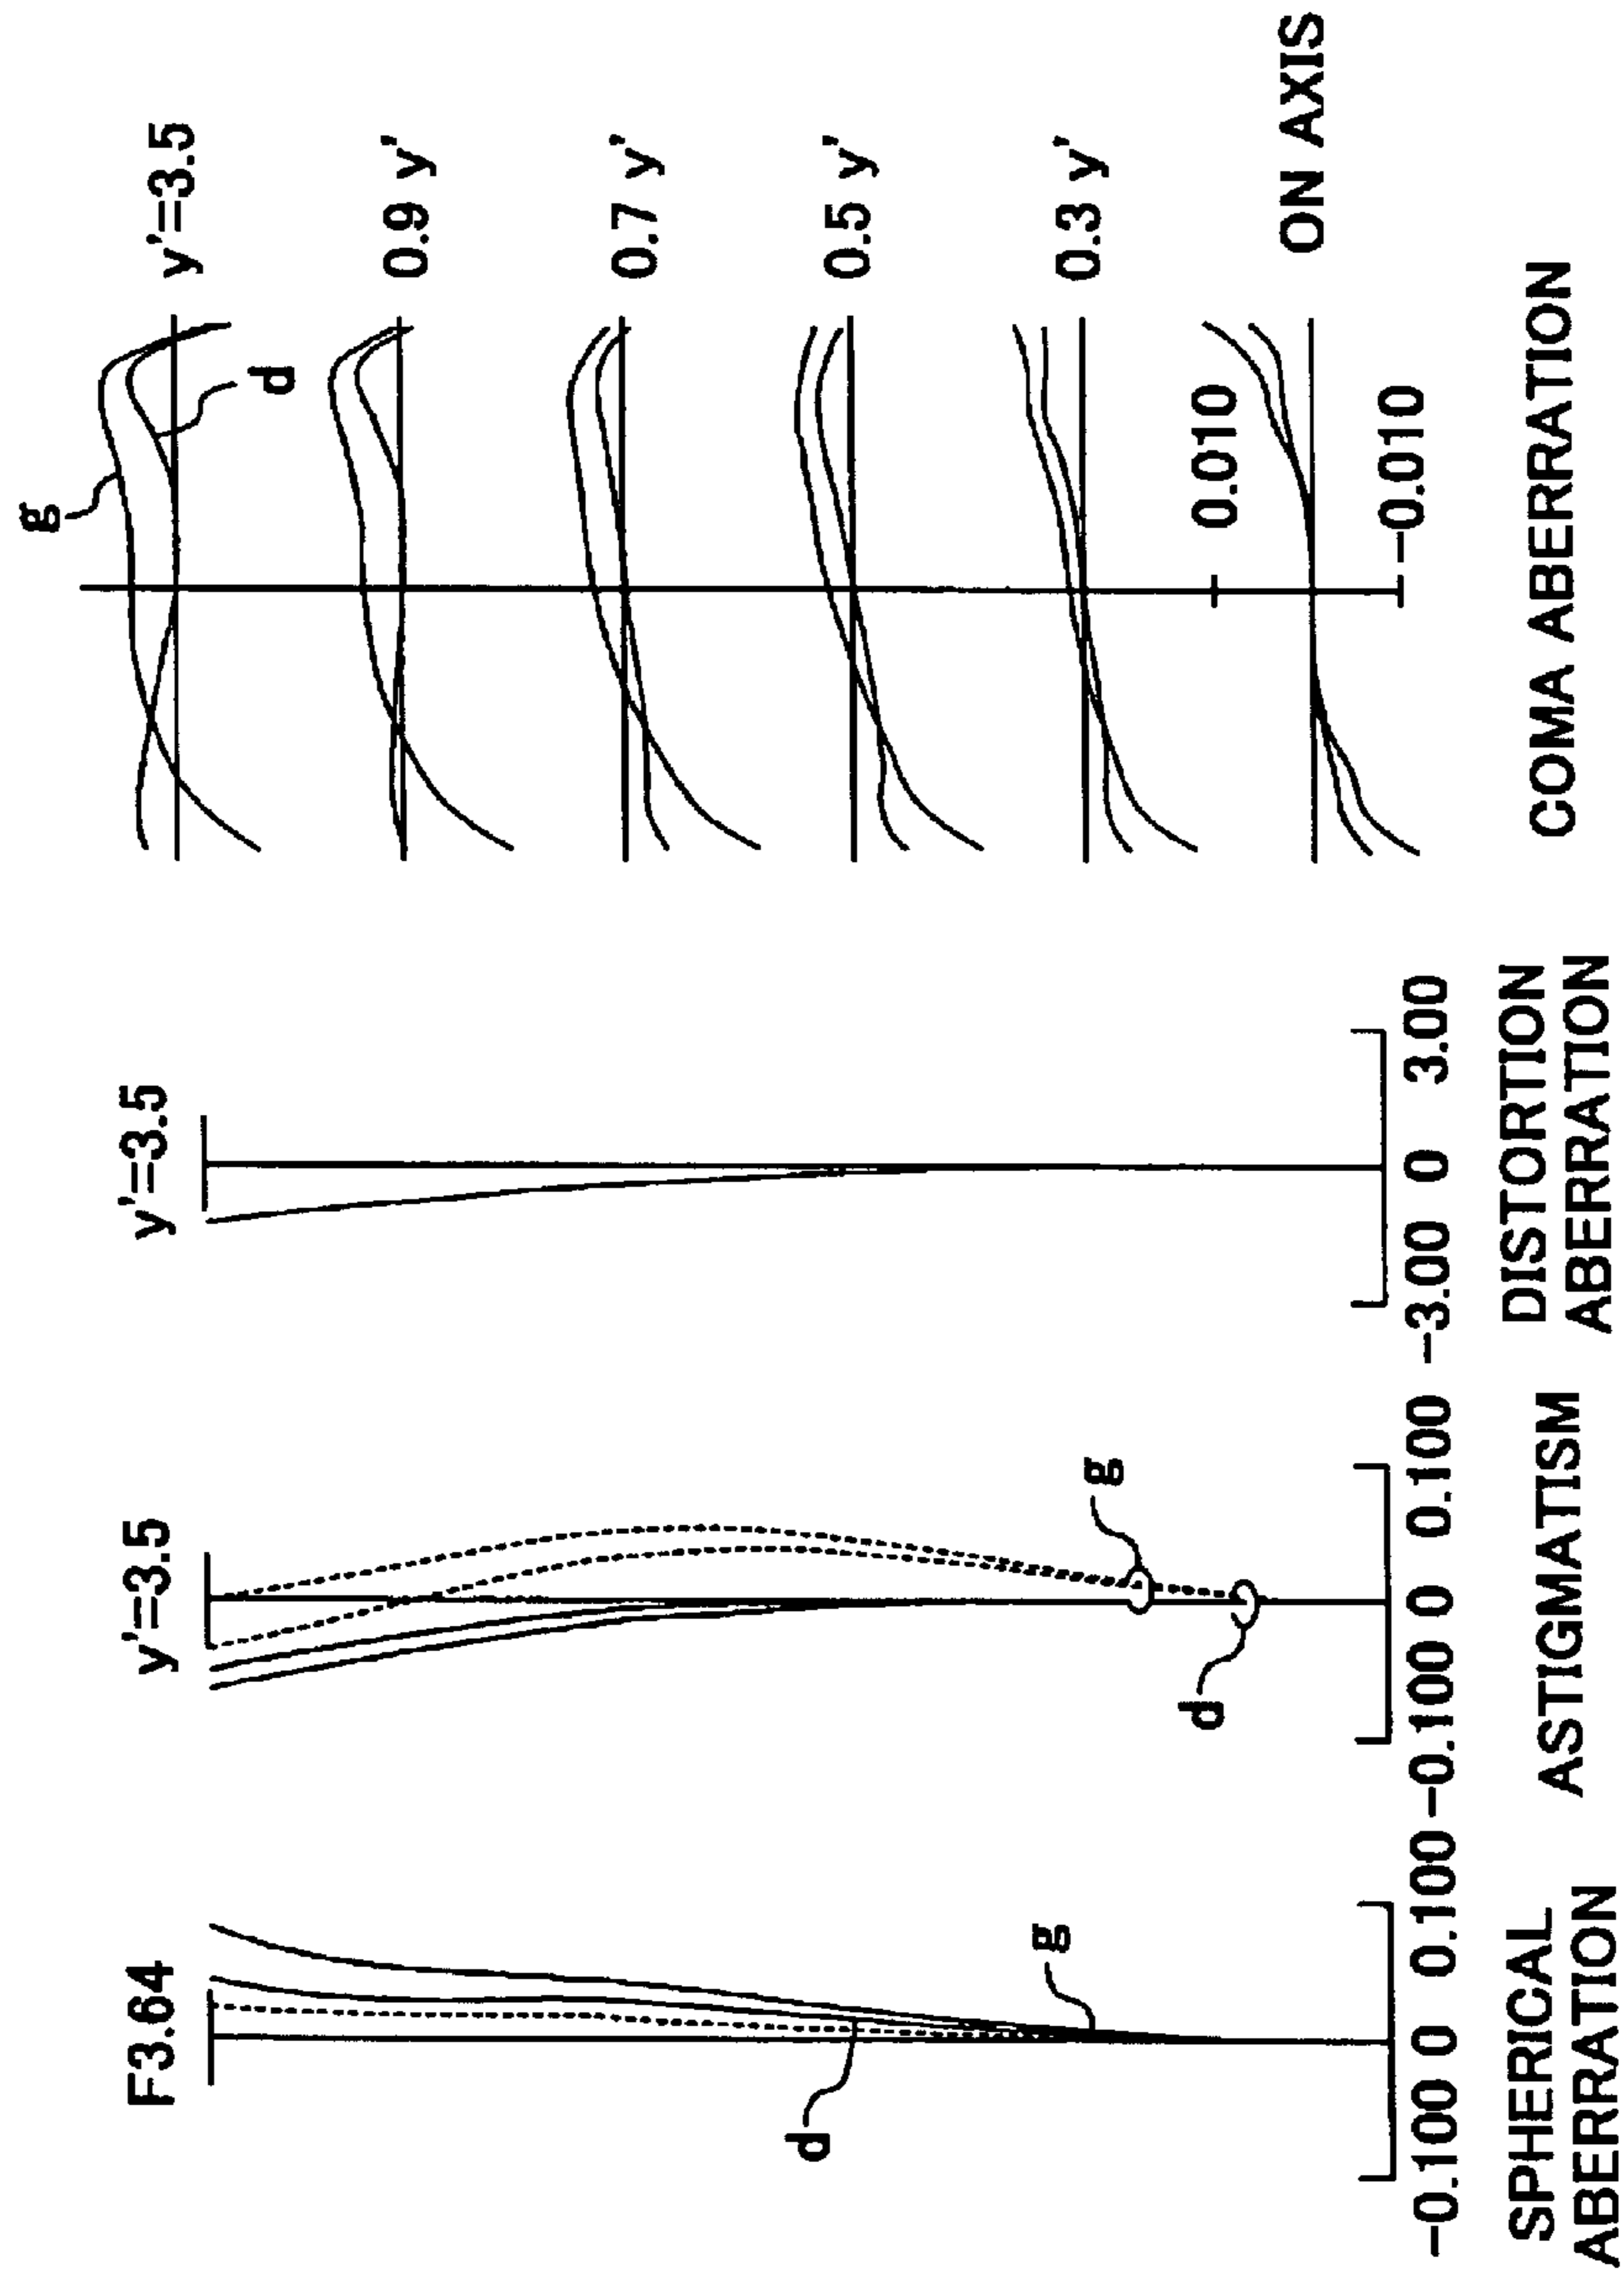 F3.64
d
g
-0.100 0 0.100
SPHERICAL
ABERRATION
y'=3.5
g
d
-0.100 0 0.100
ASTIGMATISM
y'=3.5
-3.00 0 3.00
DISTORTION
ABERRATION
g
y'=3.5
d
0.9 y'
0.7 y'
0.5 y'
0.3 y'
0.010
ON AXIS
-0.010
COMA ABERRATION